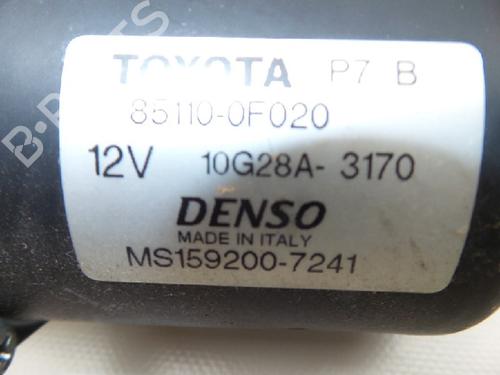 TOYOTA P7 B
85110-0F020
12V 10G28A-3170
DENSO
MADE IN ITALY
MS159200-7241